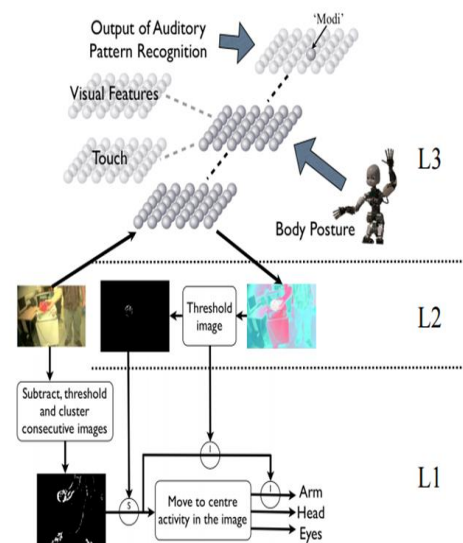 'Modi'
Output of Auditory
Pattern Recognition
Visual Features
Touch
L3
Body Posture
Threshold
image
L2
Subtract, threshold
and cluster
consecutive images
I
I
S
Move to centre
activity in the image
Arm
Head
Eyes
L1